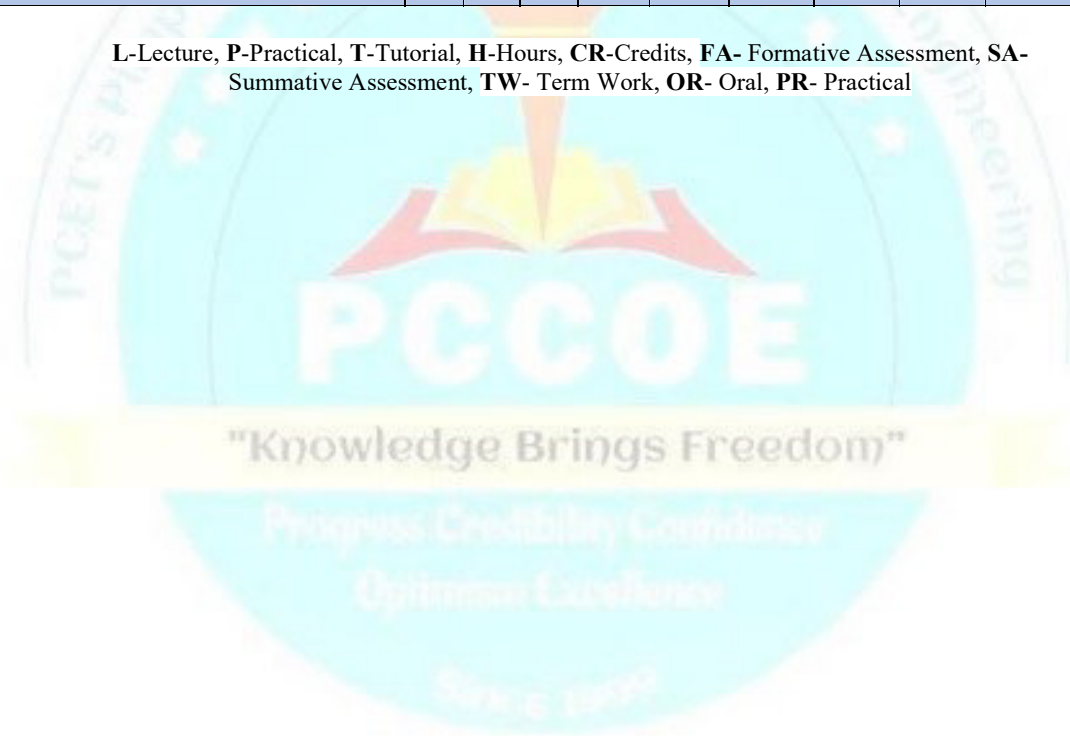 L-Lecture, P-Practical, T-Tutorial, H-Hours, CR-Credits, FA- Formative Assessment, SA-
Summative Assessment, TW- Term Work, OR- Oral, PR- Practical
PCET's
PCCOE
"Knowledge Brings Freedom"
Progress Credibility Confidence
Optimism Excellence